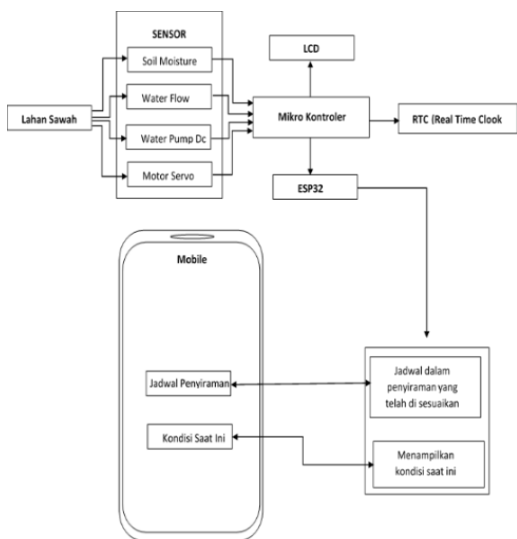 SENSOR
Soil Moisture
Water Flow
Water Pump Dc
Motor Servo
Lahan Sawah
LCD
Mikro Kontroler
RTC (Real Time Clook
ESP32
Mobile
Jadwal Penyiraman
Kondisi Saat Ini
Jadwal dalam
penyiraman yang
telah di sesuaikan
Menampilkan
kondisi saat ini